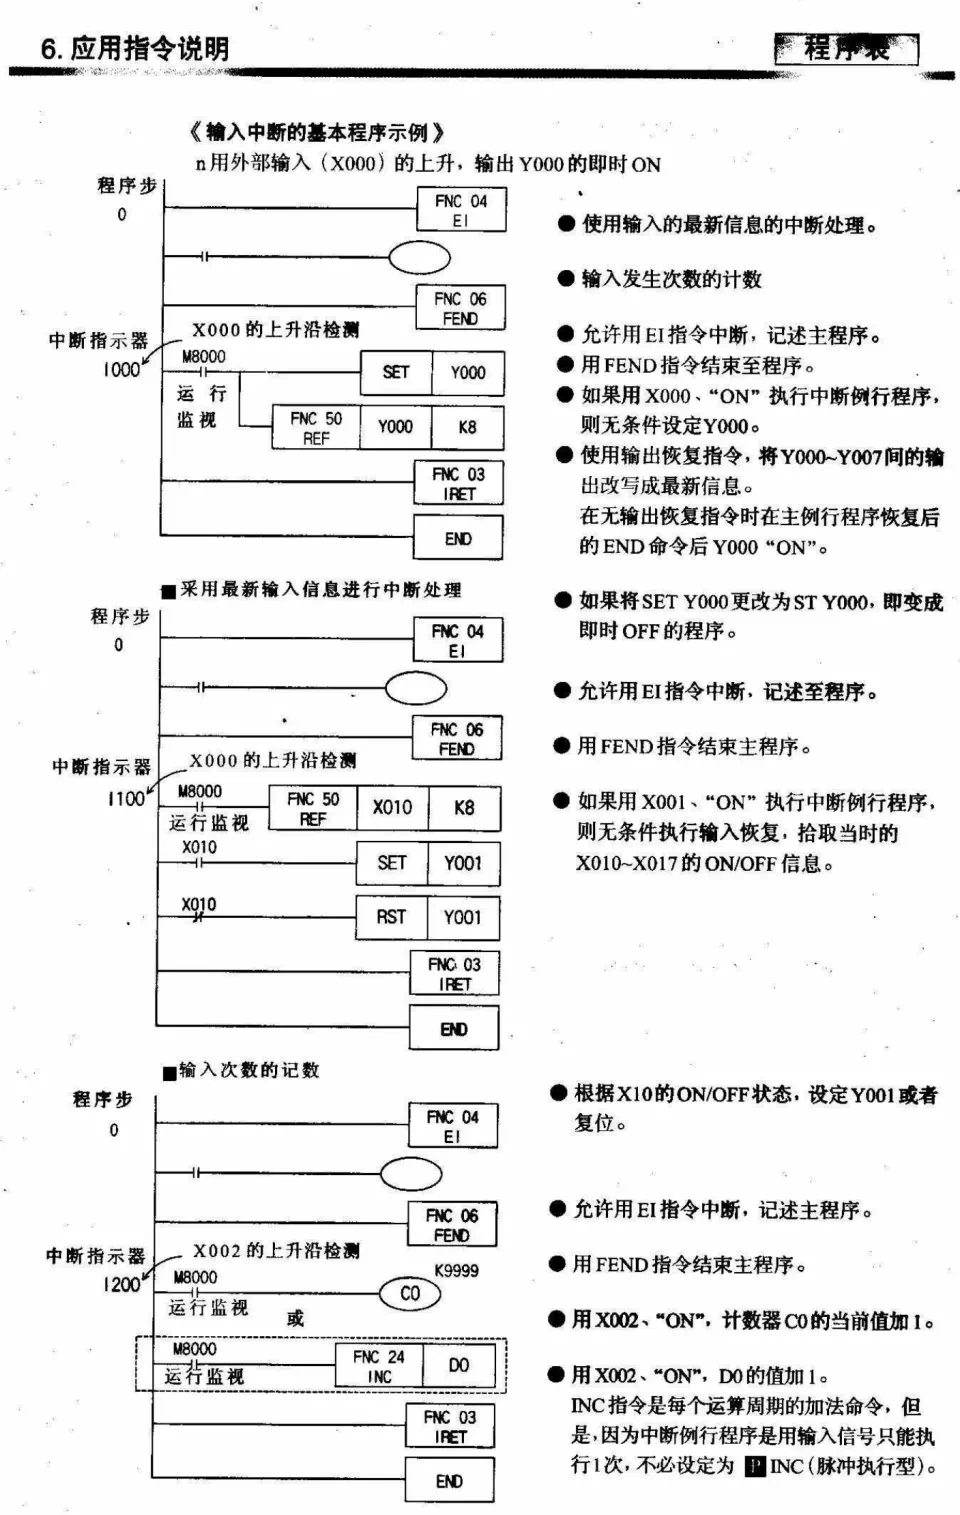 6. 应用指令说明
程序表
《输入中断的基本程序示例》
n用外部输入（X000）的上升，输出Y000的即时ON
程序步
0
FNC 04
EI
FNC 06
FEND
X000的上升沿检测
中断指示器
I000
M8000
运 行
监视
SET Y000
FNC 50
REF
Y000 K8
FNC 03
IRET
END
● 使用输入的最新信息的中断处理。
● 输入发生次数的计数
● 允许用EI指令中断，记述主程序。
● 用FEND指令结束至程序。
● 如果用X000、“ON”执行中断例行程序，
则无条件设定Y000。
● 使用输出恢复指令，将Y000~Y007间的输
出改写成最新信息。
在无输出恢复指令时在主例行程序恢复后
的END命令后Y000“ON”。
■采用最新输入信息进行中断处理
程序步
0
FNC 04
EI
FNC 06
FEND
X000的上升沿检测
中断指示器
I100
M8000
运行监视
FNC 50
REF
X010 K8
X010
SET Y001
X010
RST Y001
FNC 03
IRET
END
● 如果将SET Y000更改为ST Y000，即变成
即时OFF的程序。
● 允许用EI指令中断，记述至程序。
● 用FEND指令结束主程序。
● 如果用X001、“ON”执行中断例行程序，
则无条件执行输入恢复，拾取当时的
X010~X017的ON/OFF信息。
■输入次数的记数
程序步
0
FNC 04
EI
FNC 06
FEND
X002的上升沿检测
中断指示器
I200
M8000
运行监视
K9999
C0
或
M8000
运行监视
FNC 24
INC
D0
FNC 03
IRET
END
● 根据X10的ON/OFF状态，设定Y001或者
复位。
● 允许用EI指令中断，记述主程序。
● 用FEND指令结束主程序。
● 用X002、“ON”，计数器C0的当前值加1。
● 用X002、“ON”，D0的值加1。
INC指令是每个运算周期的加法命令，但
是，因为中断例行程序是用输入信号只能执
行1次，不必设定为 P INC（脉冲执行型）。